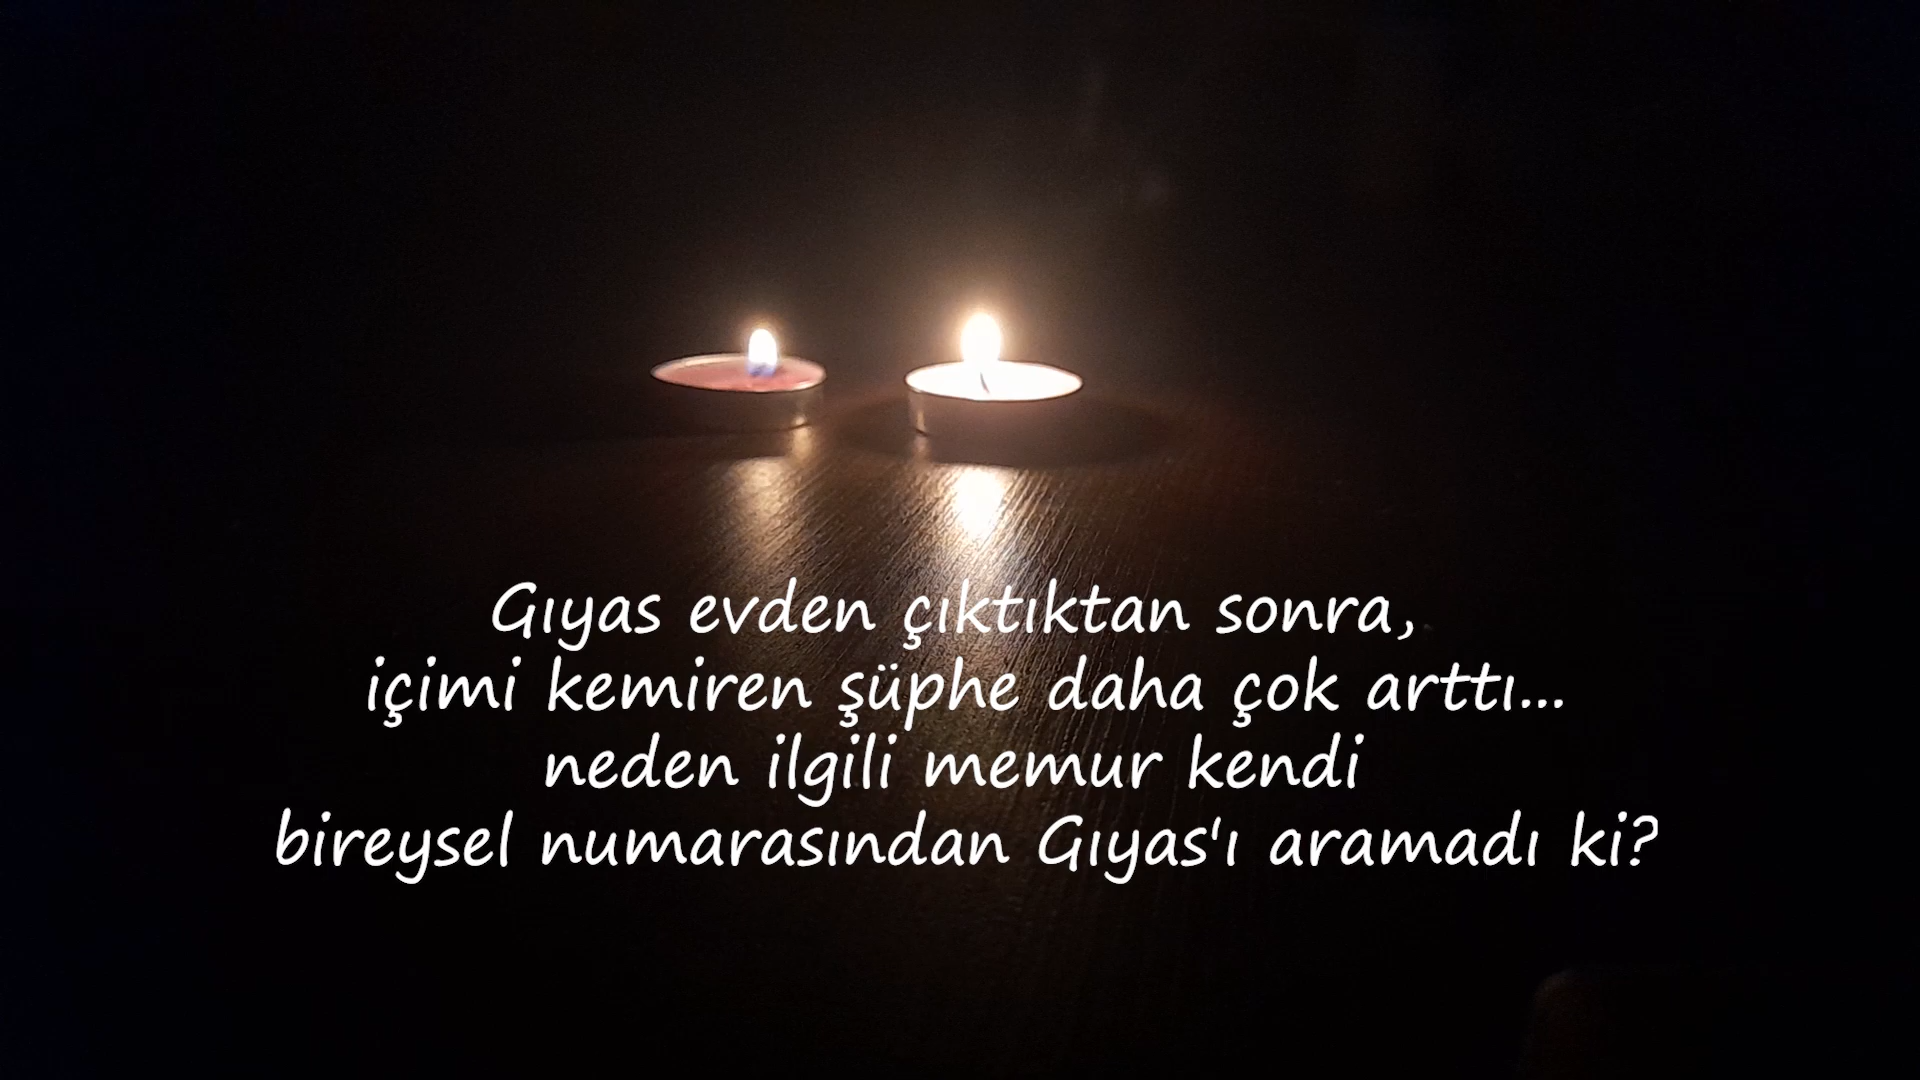 Gıyas evden çıktıktan sonra,
içimi kemiren şüphe daha çok arttı...
neden ilgili memur kendi
bireysel numarasından Gıyas'ı aramadı ki?